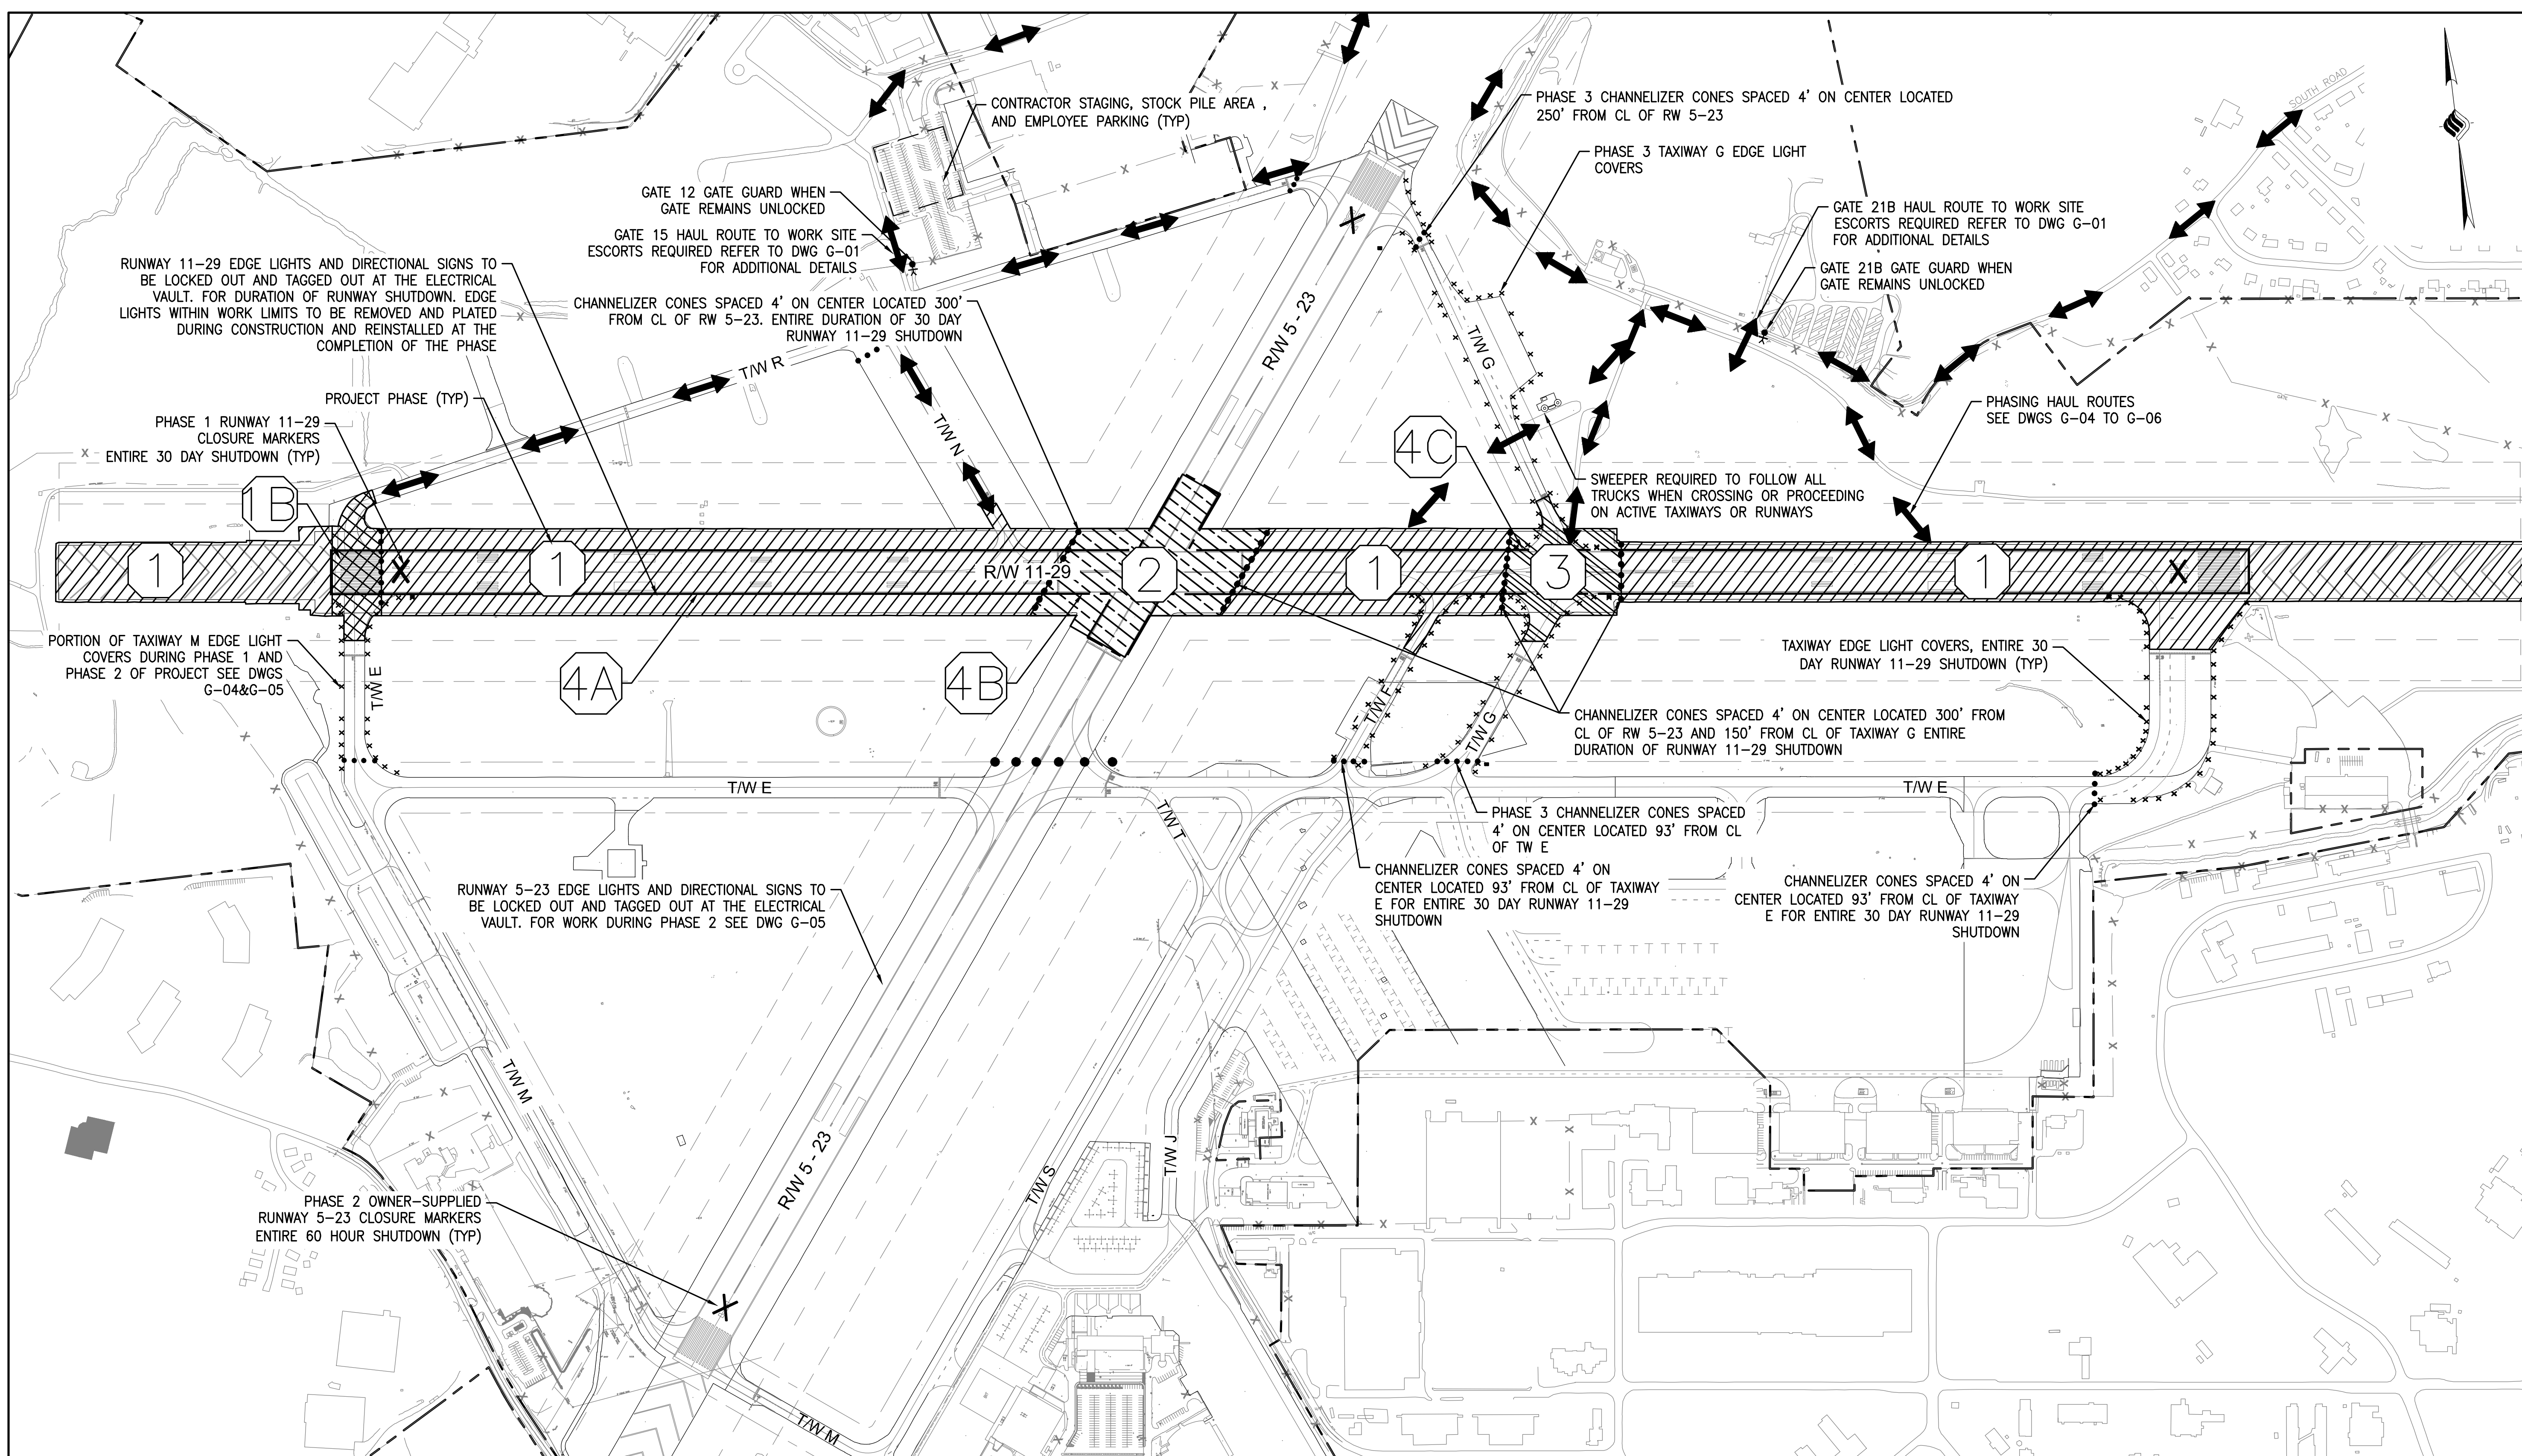 SOUTH ROAD
CONTRACTOR STAGING, STOCK PILE AREA ,
AND EMPLOYEE PARKING (TYP)
PHASE 3 CHANNELIZER CONES SPACED 4' ON CENTER LOCATED
250' FROM CL OF RW 5-23
PHASE 3 TAXIWAY G EDGE LIGHT
COVERS
GATE 12 GATE GUARD WHEN
GATE REMAINS UNLOCKED
GATE 15 HAUL ROUTE TO WORK SITE
ESCORTS REQUIRED REFER TO DWG G-01
FOR ADDITIONAL DETAILS
GATE 21B HAUL ROUTE TO WORK SITE
ESCORTS REQUIRED REFER TO DWG G-01
FOR ADDITIONAL DETAILS
GATE 21B GATE GUARD WHEN
GATE REMAINS UNLOCKED
RUNWAY 11-29 EDGE LIGHTS AND DIRECTIONAL SIGNS TO
BE LOCKED OUT AND TAGGED OUT AT THE ELECTRICAL
VAULT. FOR DURATION OF RUNWAY SHUTDOWN. EDGE
LIGHTS WITHIN WORK LIMITS TO BE REMOVED AND PLATED
DURING CONSTRUCTION AND REINSTALLED AT THE
COMPLETION OF THE PHASE
CHANNELIZER CONES SPACED 4' ON CENTER LOCATED 300'
FROM CL OF RW 5-23. ENTIRE DURATION OF 30 DAY
RUNWAY 11-29 SHUTDOWN
R/W 5 - 23
T/W G
T/W R
T/W N
PROJECT PHASE (TYP)
PHASE 1 RUNWAY 11-29
CLOSURE MARKERS
ENTIRE 30 DAY SHUTDOWN (TYP)
PHASING HAUL ROUTES
SEE DWGS G-04 TO G-06
4C
SWEEPER REQUIRED TO FOLLOW ALL
TRUCKS WHEN CROSSING OR PROCEEDING
ON ACTIVE TAXIWAYS OR RUNWAYS
1B
1
1
R/W 11-29
2
1
3
1
PORTION OF TAXIWAY M EDGE LIGHT
COVERS DURING PHASE 1 AND
PHASE 2 OF PROJECT SEE DWGS
G-04&G-05
T/W E
4A
4B
T/W F
T/W G
TAXIWAY EDGE LIGHT COVERS, ENTIRE 30
DAY RUNWAY 11-29 SHUTDOWN (TYP)
CHANNELIZER CONES SPACED 4' ON CENTER LOCATED 300' FROM
CL OF RW 5-23 AND 150' FROM CL OF TAXIWAY G ENTIRE
DURATION OF RUNWAY 11-29 SHUTDOWN
T/W E
T/W E
T/W T
PHASE 3 CHANNELIZER CONES SPACED
4' ON CENTER LOCATED 93' FROM CL
OF TW E
CHANNELIZER CONES SPACED 4' ON
CENTER LOCATED 93' FROM CL OF TAXIWAY
E FOR ENTIRE 30 DAY RUNWAY 11-29
SHUTDOWN
CHANNELIZER CONES SPACED 4' ON
CENTER LOCATED 93' FROM CL OF TAXIWAY
E FOR ENTIRE 30 DAY RUNWAY 11-29
SHUTDOWN
RUNWAY 5-23 EDGE LIGHTS AND DIRECTIONAL SIGNS TO
BE LOCKED OUT AND TAGGED OUT AT THE ELECTRICAL
VAULT. FOR WORK DURING PHASE 2 SEE DWG G-05
T/W M
R/W 5 - 23
T/W S
T/W J
PHASE 2 OWNER-SUPPLIED
RUNWAY 5-23 CLOSURE MARKERS
ENTIRE 60 HOUR SHUTDOWN (TYP)
T/W M